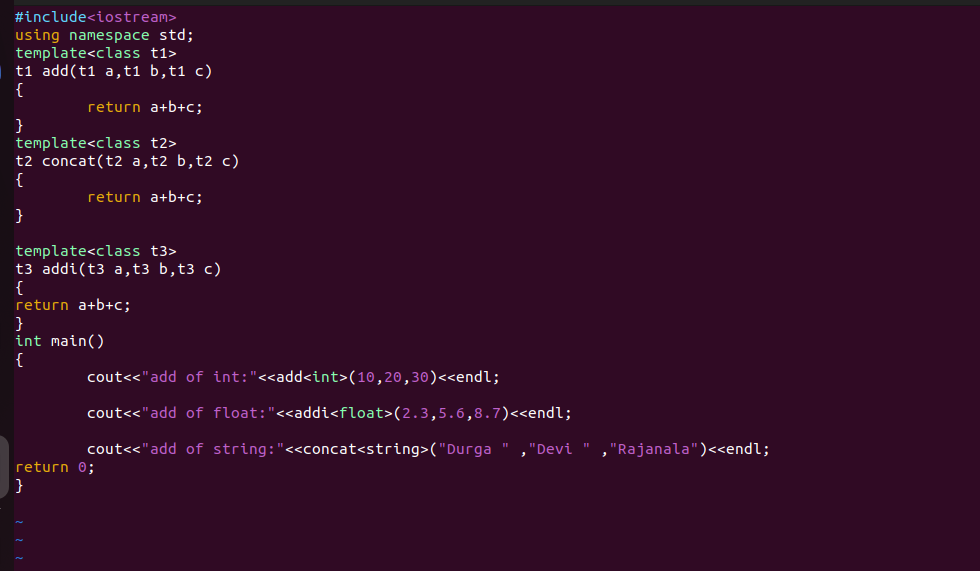 #include<iostream>
using namespace std;
template<class t1>
t1 add(t1 a,t1 b,t1 c)
{
        return a+b+c;
}
template<class t2>
t2 concat(t2 a,t2 b,t2 c)
{
        return a+b+c;
}

template<class t3>
t3 addi(t3 a,t3 b,t3 c)
{
return a+b+c;
}
int main()
{
        cout<<"add of int:"<<add<int>(10,20,30)<<endl;

        cout<<"add of float:"<<addi<float>(2.3,5.6,8.7)<<endl;

        cout<<"add of string:"<<concat<string>("Durga " ,"Devi " ,"Rajanala")<<endl;
return 0;
}

~
~
~